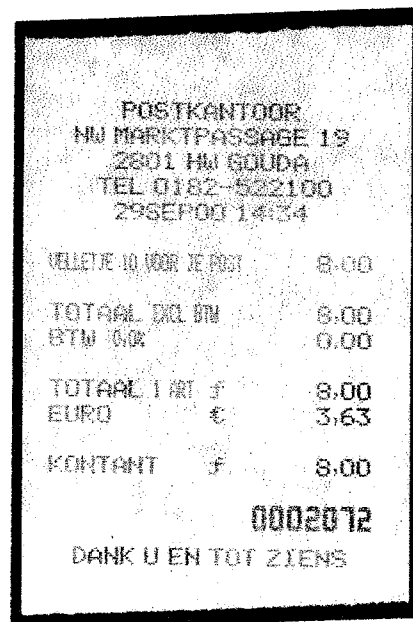 POSTKANTOOR
NW MARKTPASSAGE 19
2801 HW GOUDA
TEL 0182-522100
29SEP00 14:34
VELLETJE 10 VOOR JE POST 8,00
TOTAAL EXCL BTW 8,00
BTW 0,0% 0,00
TOTAAL 1 ART f 8,00
EURO € 3,63
KONTANT f 8,00
0002072
DANK U EN TOT ZIENS